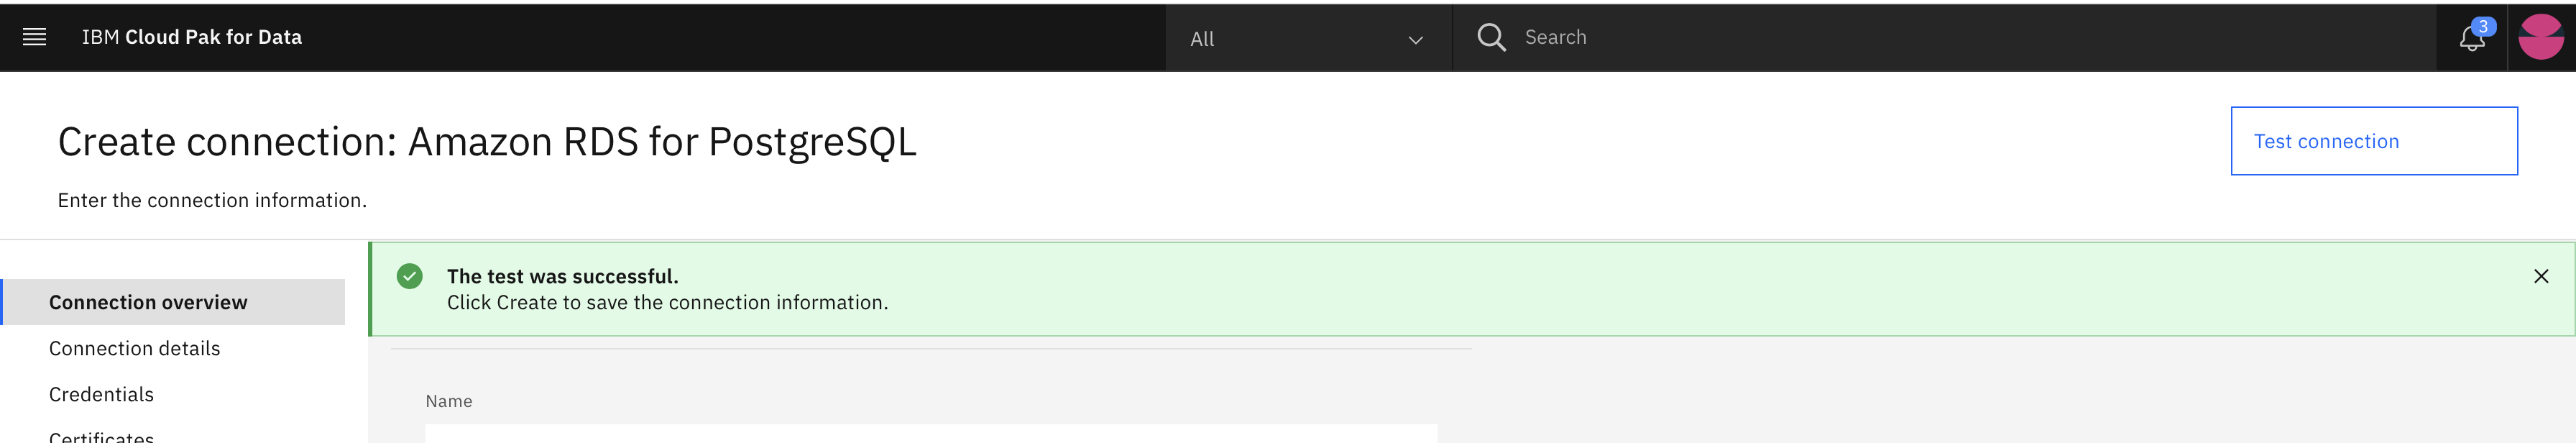 IBM Cloud Pak for Data
All
Search
3
Create connection: Amazon RDS for PostgreSQL
Test connection
Enter the connection information.
The test was successful.
Click Create to save the connection information.
Connection overview
Connection details
Credentials
Certificates
Name